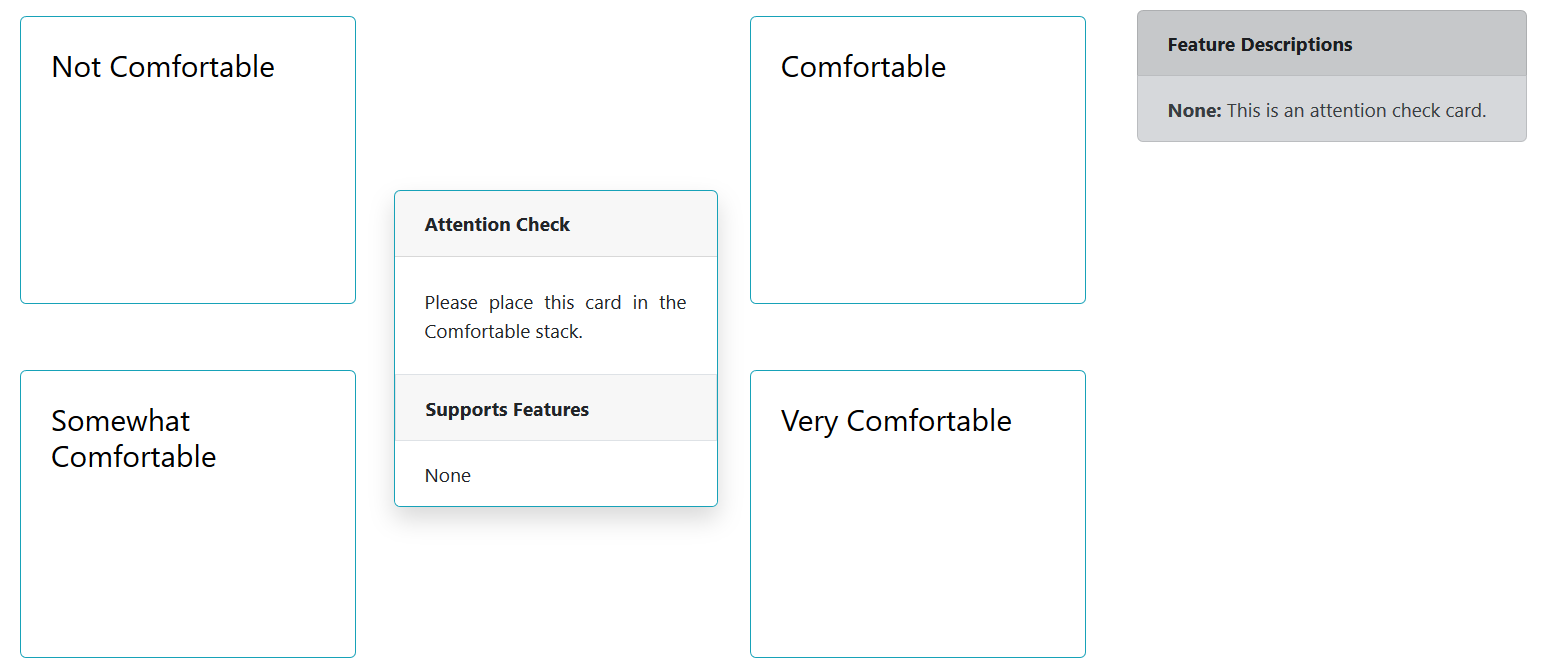 Not Comfortable
Comfortable
Feature Descriptions
None: This is an attention check card.
Attention Check
Please place this card in the
Comfortable stack.
Supports Features
None
Somewhat
Comfortable
Very Comfortable